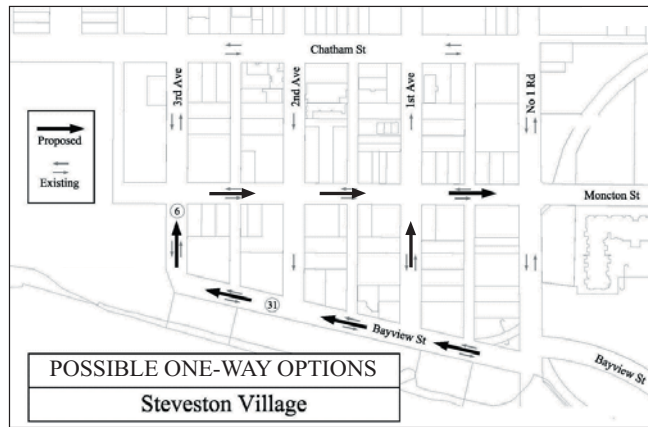 Chatham St
3rd Ave
2nd Ave
1st Ave
No 1 Rd
Proposed
Existing
Moncton St
6
31
Bayview St
Bayview St
POSSIBLE ONE-WAY OPTIONS
Steveston Village